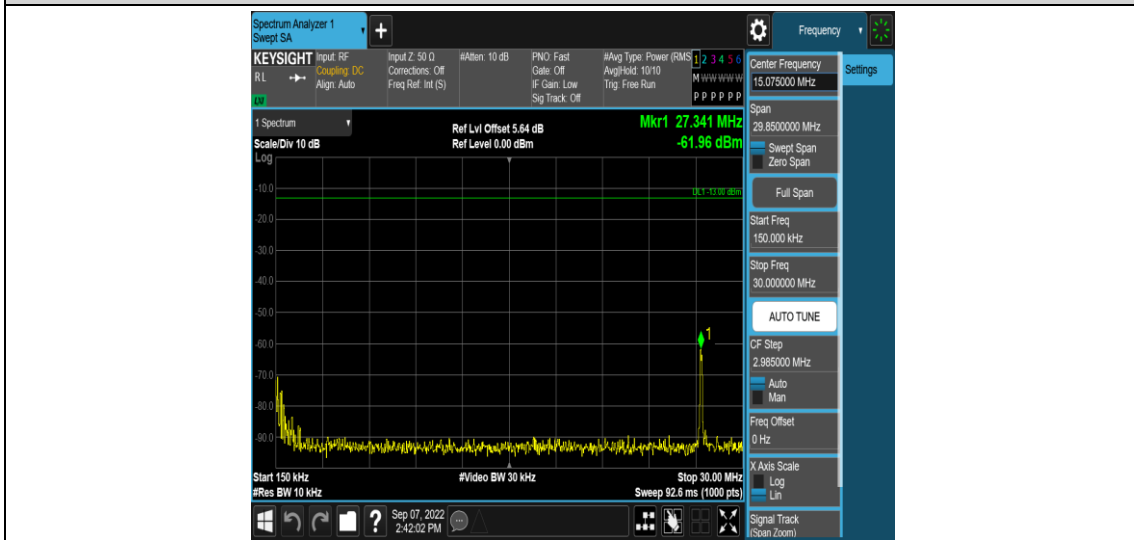 Spectrum Analyzer 1
Swept SA
+
Frequency
KEYSIGHT
RL
LXI
Input: RF
Coupling: DC
Align: Auto
Input Z: 50 Ω
Corrections: Off
Freq Ref: Int (S)
#Atten: 10 dB
PNO: Fast
Gate: Off
IF Gain: Low
Sig Track: Off
#Avg Type: Power (RMS
Avg|Hold: 10/10
Trig: Free Run
1 2 3 4 5 6
M W W W W W
P P P P P P
Center Frequency
15.075000 MHz
Settings
Span
29.8500000 MHz
Swept Span
Zero Span
Full Span
Start Freq
150.000 kHz
Stop Freq
30.000000 MHz
AUTO TUNE
CF Step
2.985000 MHz
Auto
Man
Freq Offset
0 Hz
X Axis Scale
Log
Lin
Signal Track
(Span Zoom)
1 Spectrum
Scale/Div 10 dB
Log
Ref Lvl Offset 5.64 dB
Ref Level 0.00 dBm
Mkr1 27.341 MHz
-61.96 dBm
DL1 -13.00 dBm
-10.0
-20.0
-30.0
-40.0
-50.0
-60.0
-70.0
-80.0
-90.0
1
Start 150 kHz
#Res BW 10 kHz
#Video BW 30 kHz
Stop 30.00 MHz
Sweep 92.6 ms (1000 pts)
?
Sep 07, 2022
2:42:02 PM